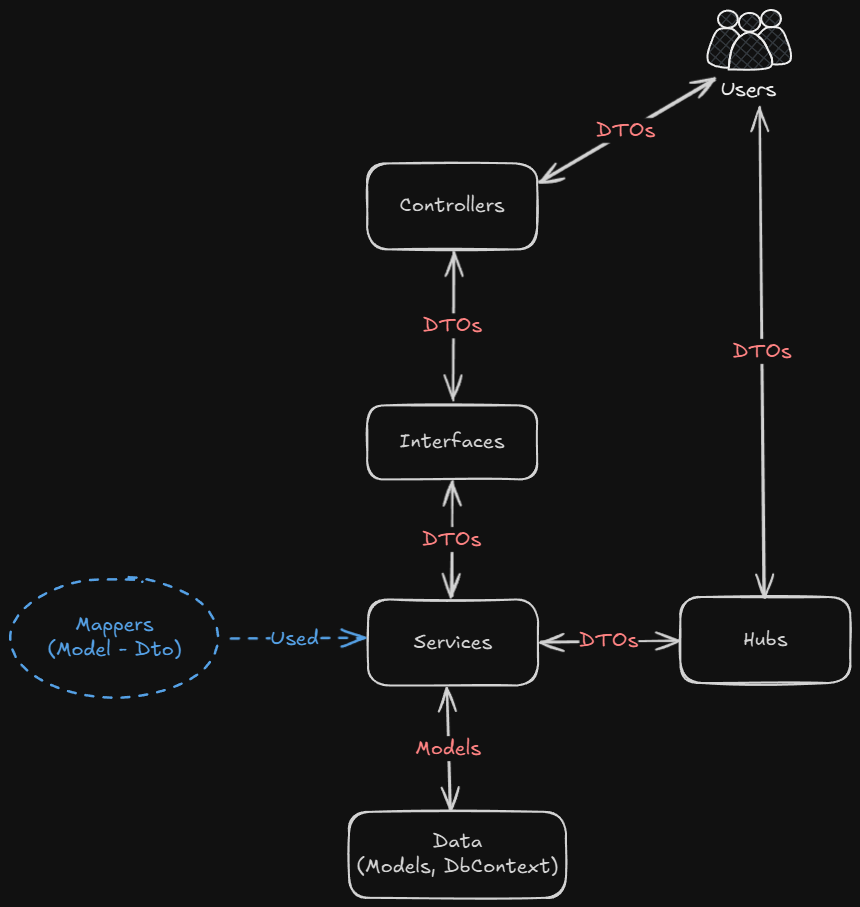 Users
DTOs
Controllers
DTOs
DTOs
Interfaces
DTOs
Mappers
(Model - Dto)
Used
Services
DTOs
Hubs
Models
Data
(Models, DbContext)